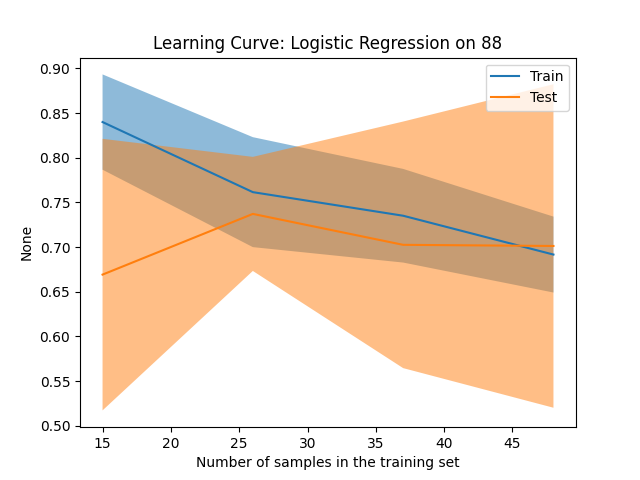 Learning Curve: Logistic Regression on 88
Train
Test
None
0.90
0.85
0.80
0.75
0.70
0.65
0.60
0.55
0.50
15 20 25 30 35 40 45
Number of samples in the training set